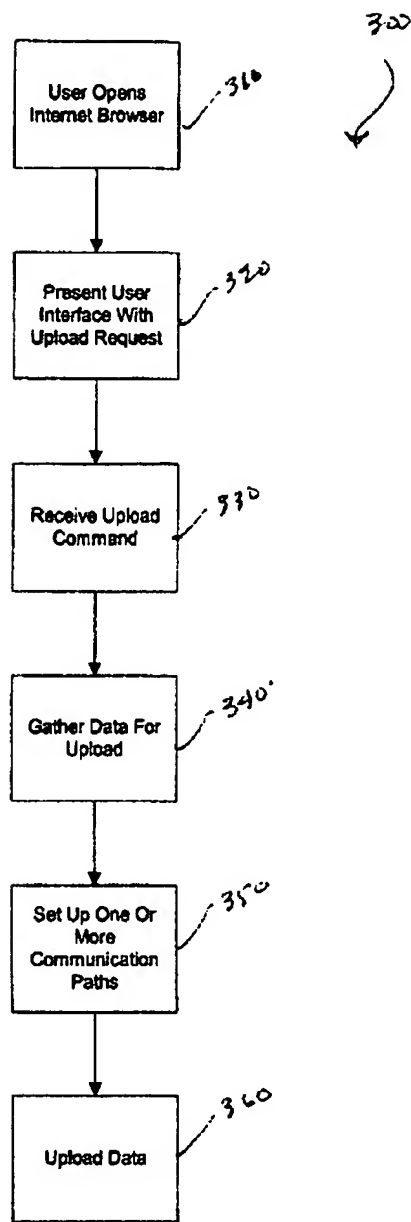 300
User Opens
Internet Browser
310
Present User
Interface With
Upload Request
320
Receive Upload
Command
330
Gather Data For
Upload
340
Set Up One Or
More
Communication
Paths
350
Upload Data
360